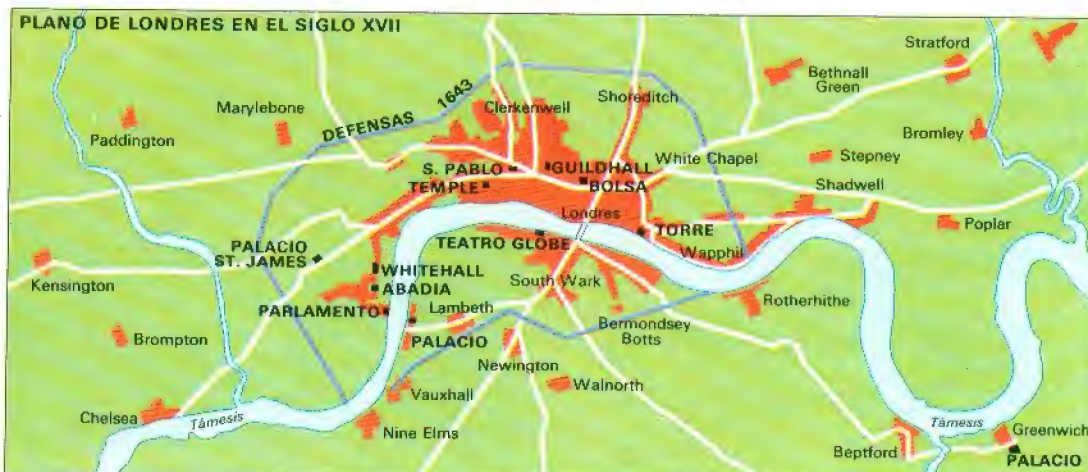 PLANO DE LONDRES EN EL SIGLO XVII
Stratford
Bethnall
Green
Marylebone
DEFENSAS 1643
Clerkenwell
Shoreditch
Paddington
Bromley
White Chapel
Stepney
S. PABLO
GUILDHALL
TEMPLE
BOLSA
Shadwell
Londres
Poplar
TEATRO GLOBE
TORRE
Wapphil
PALACIO
ST. JAMES
WHITEHALL
ABADIA
South Wark
Kensington
Rotherhithe
PARLAMENTO
Lambeth
Bermondsey
Botts
Brompton
PALACIO
Newington
Walnorth
Vauxhall
Chelsea
Támesis
Nine Elms
Támesis
Greenwich
Beptford
PALACIO